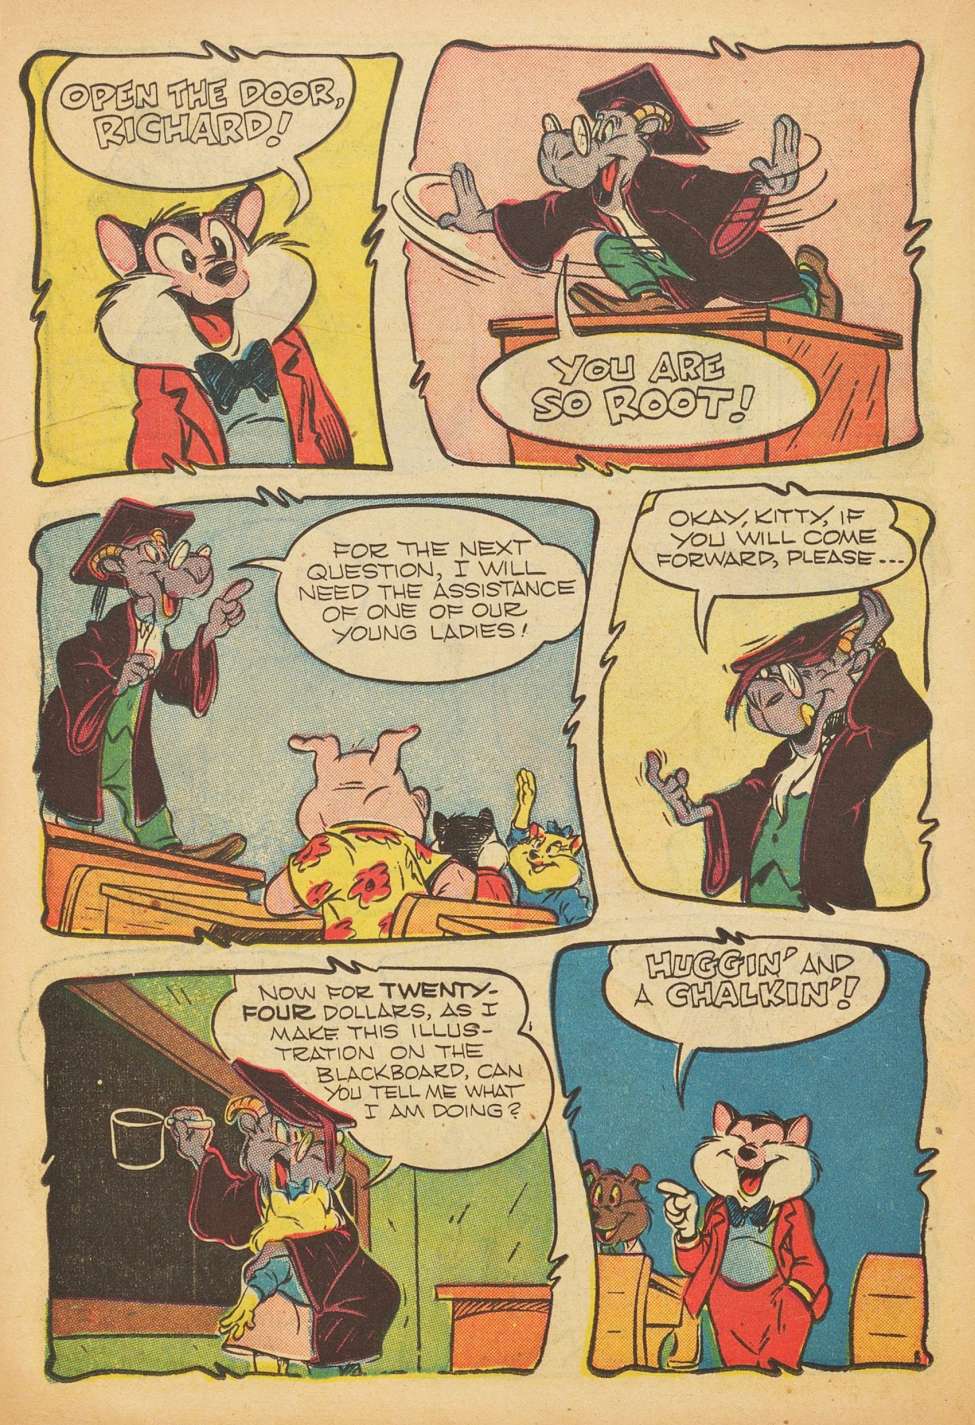 OPEN THE DOOR,
RICHARD!
YOU ARE
SO ROOT!
FOR THE NEXT
QUESTION, I WILL
NEED THE ASSISTANCE
OF ONE OF OUR
YOUNG LADIES!
OKAY, KITTY, IF
YOU WILL COME
FORWARD, PLEASE---
NOW FOR TWENTY-
FOUR DOLLARS, AS I
MAKE THIS ILLUS-
TRATION ON THE
BLACKBOARD, CAN
YOU TELL ME WHAT
I AM DOING?
HUGGIN' AND
A CHALKIN'!